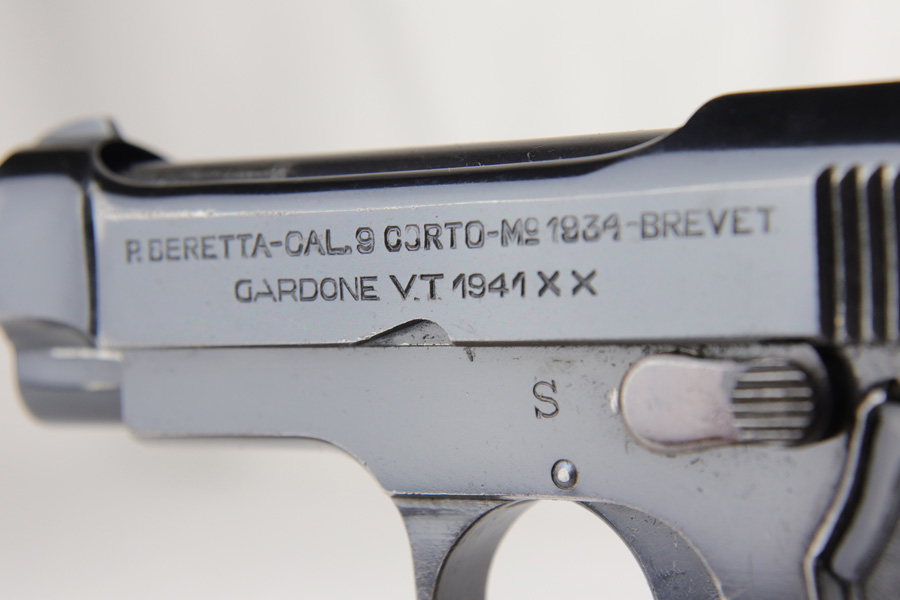 P. BERETTA-CAL. 9 CORTO-Mº 1934-BREVET
GARDONE V.T 1941 XX
S